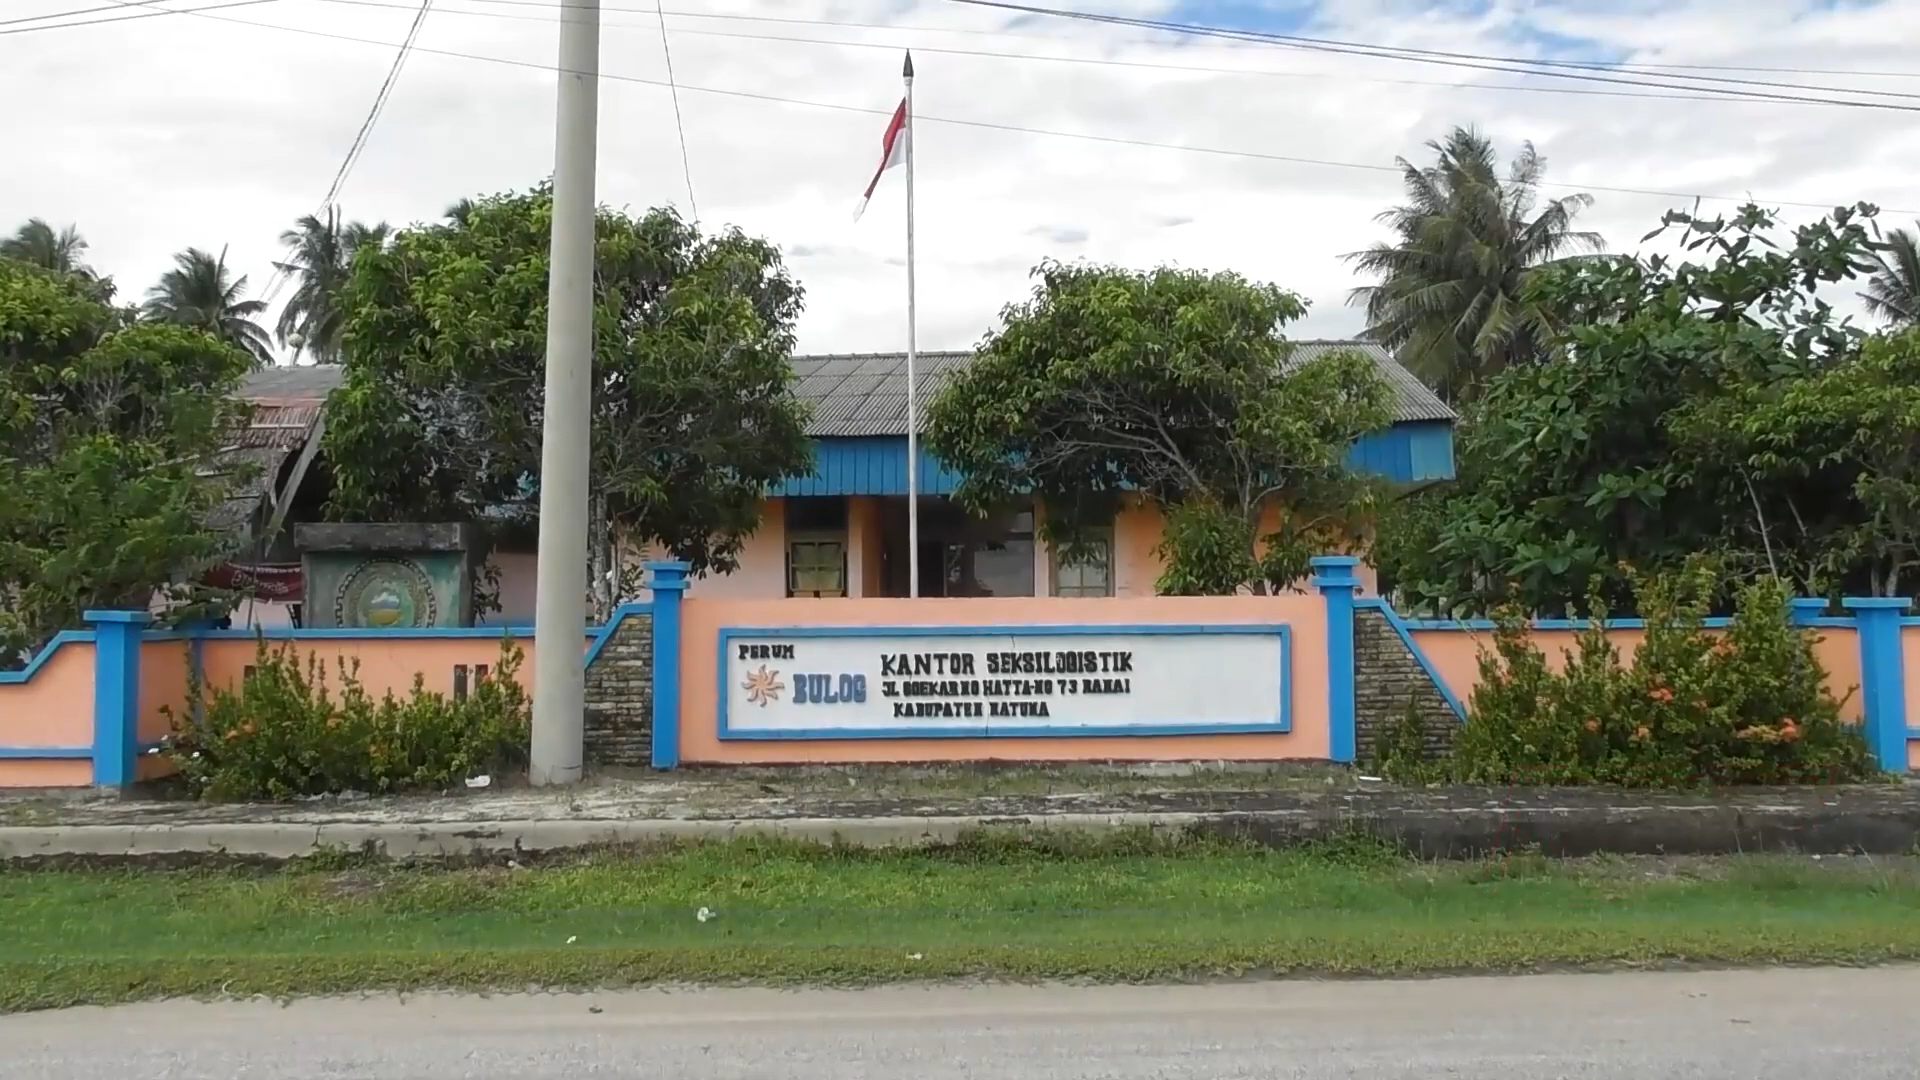 PERUM
BULOG
KANTOR SEKSILOGISTIK
JL SOEKARNO HATTA-NO 73 RANAI
KABUPATEN NATUNA